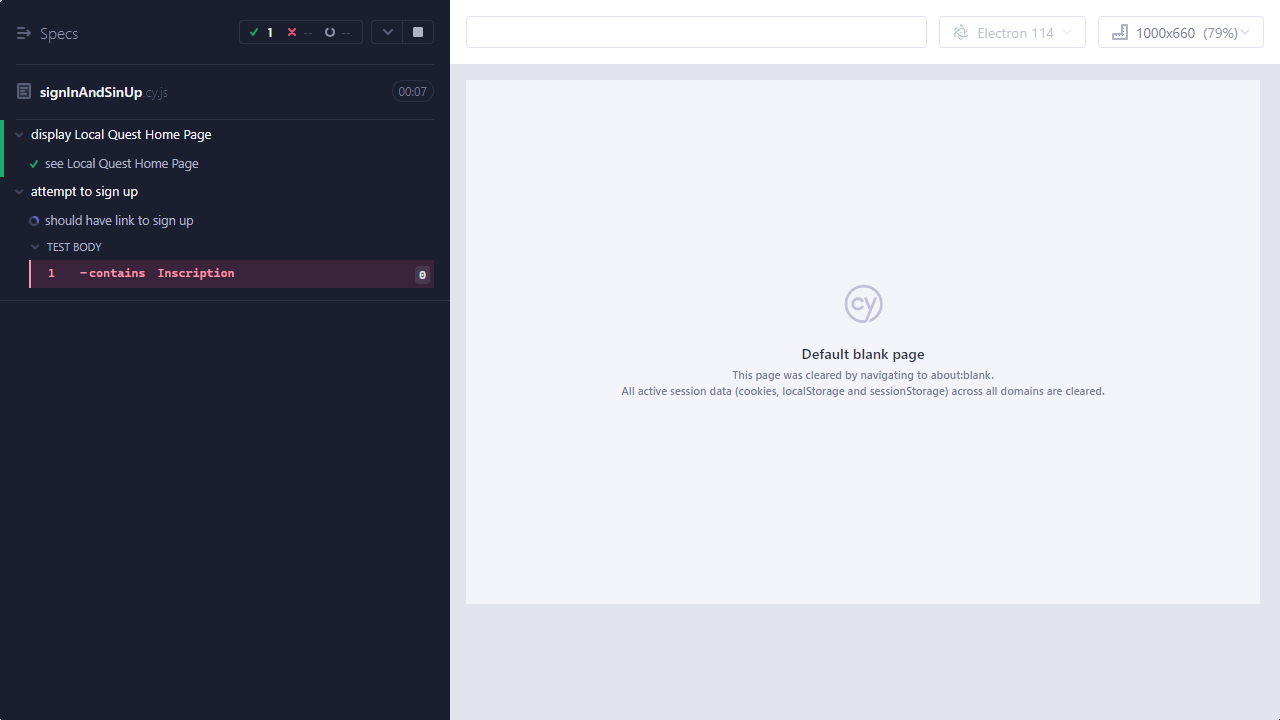 Specs
1 -- --
signInAndSinUp.cy.js
00:07
display Local Quest Home Page
see Local Quest Home Page
attempt to sign up
should have link to sign up
TEST BODY
1 -contains Inscription 0
Electron 114
1000x660 (79%)
cy
Default blank page
This page was cleared by navigating to about:blank.
All active session data (cookies, localStorage and sessionStorage) across all domains are cleared.